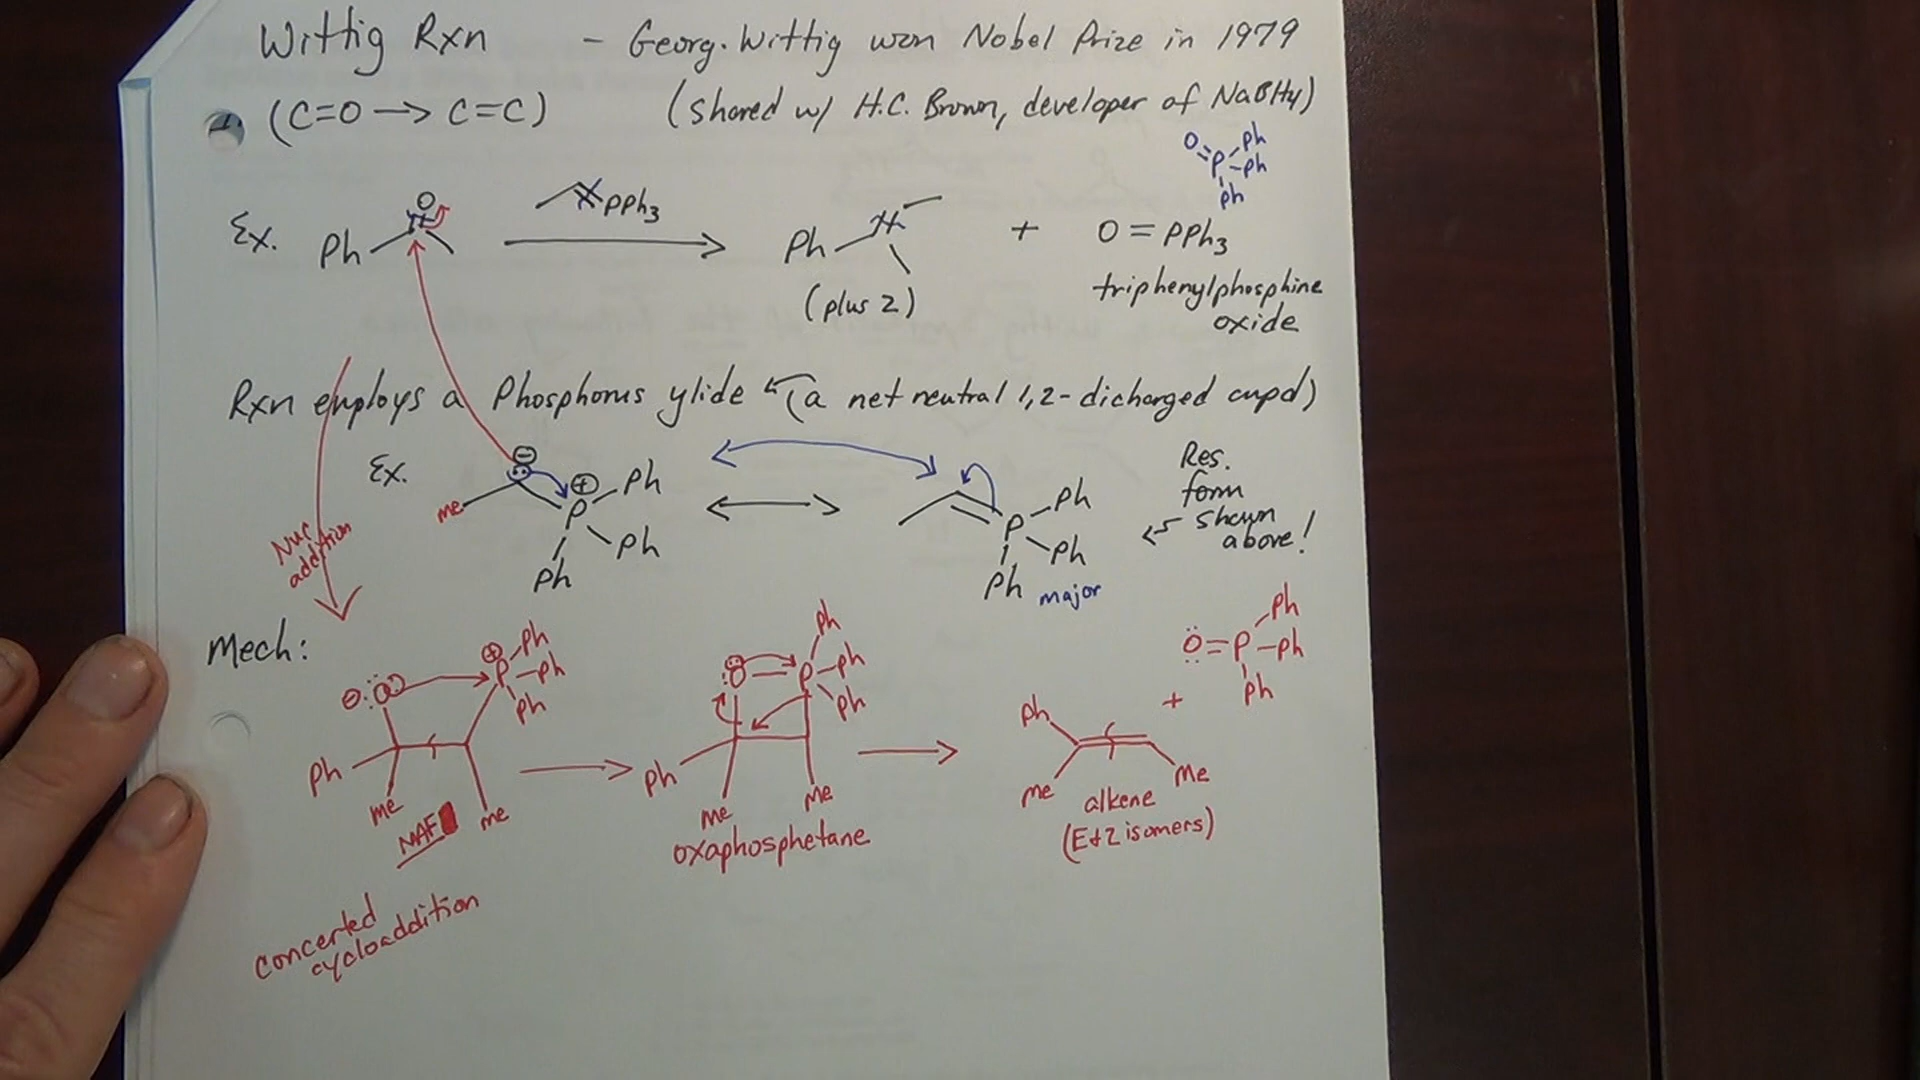 Wittig Rxn - Georg. Wittig won Nobel Prize in 1979
(C=O → C=C) (shared w/ H.C. Brown, developer of NaBH4)
O=P-Ph
-Ph
Ph
Ex. Ph O PPh3 Ph + O = PPh3
(plus 2) triphenylphosphine
oxide
Rxn employs a Phosphorus ylide ← (a net neutral 1,2-dicharged cmpd)
Ex. Me ⊖ ⊕ P Ph Ph Ph ↔ P Ph Ph Ph major
Res.
form
shown
above!
Nuc
addition
Mech:
⊖ O ⊕ P Ph Ph Ph
Ph Me Me
NAF
O P Ph Ph Ph
Ph Me Me
oxaphosphetane
Ph Me Me
alkene
(E+Z isomers)
+ O=P-Ph Ph Ph
concerted
cycloaddition